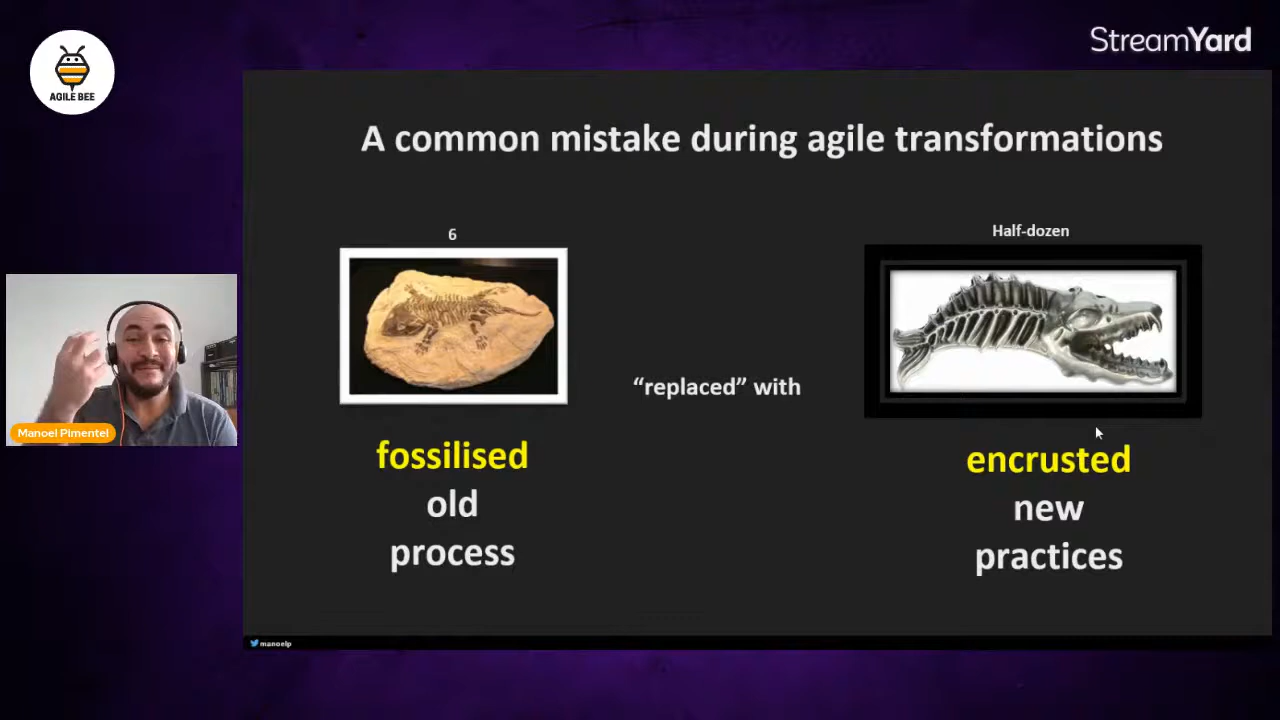 AGILE BEE
StreamYard
A common mistake during agile transformations
6
Half-dozen
“replaced” with
fossilised
old
process
encrusted
new
practices
Manoel Pimentel
manoelp